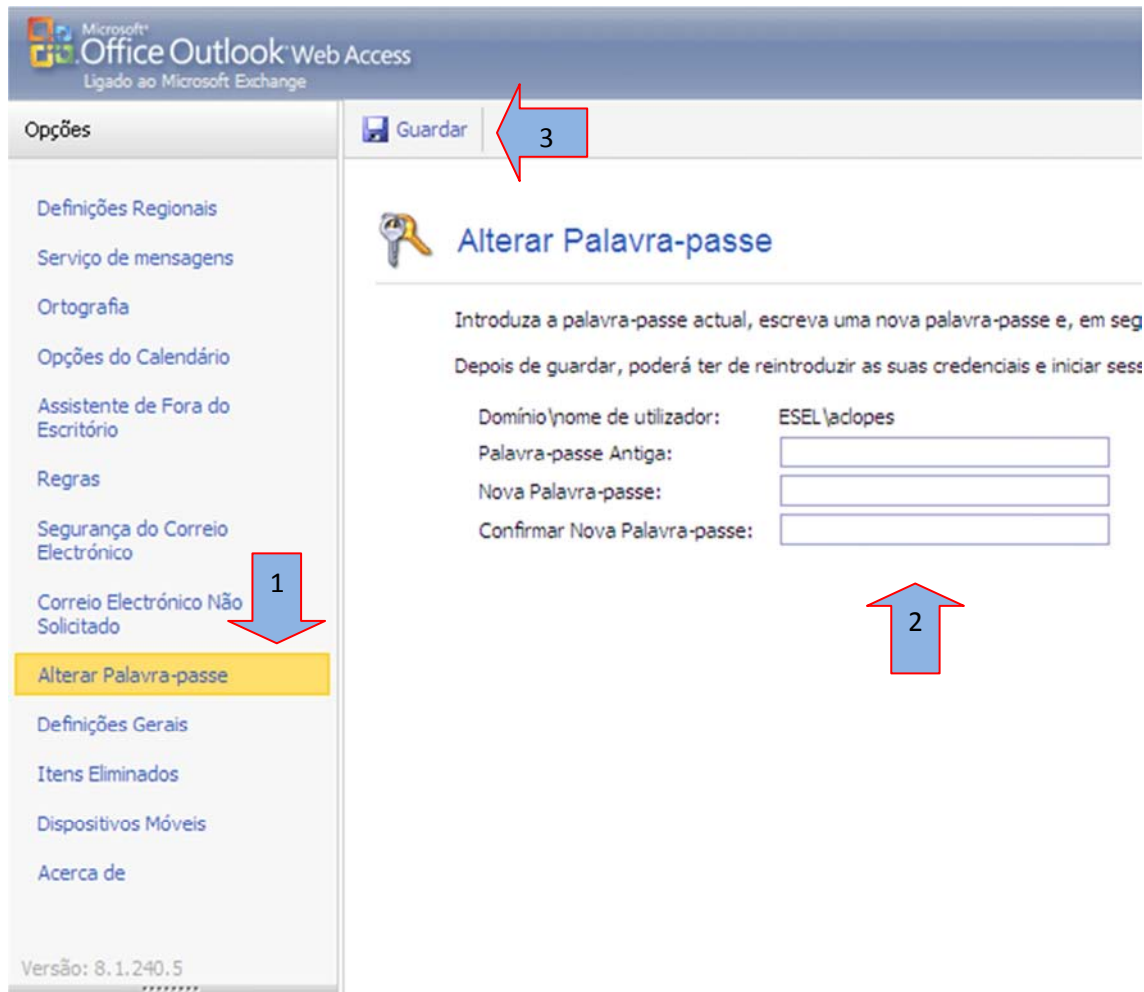 Microsoft®
Office Outlook Web Access
Ligado ao Microsoft Exchange
Opções
Guardar
3
Definições Regionais
Serviço de mensagens
Ortografia
Opções do Calendário
Assistente de Fora do
Escritório
Regras
Segurança do Correio
Electrónico
Correio Electrónico Não
Solicitado
1
Alterar Palavra-passe
Definições Gerais
Itens Eliminados
Dispositivos Móveis
Acerca de
Versão: 8.1.240.5
Alterar Palavra-passe
Introduza a palavra-passe actual, escreva uma nova palavra-passe e, em seg
Depois de guardar, poderá ter de reintroduzir as suas credenciais e iniciar sess
Domínio\nome de utilizador: ESEL\aclopes
Palavra-passe Antiga:
Nova Palavra-passe:
Confirmar Nova Palavra-passe:
2